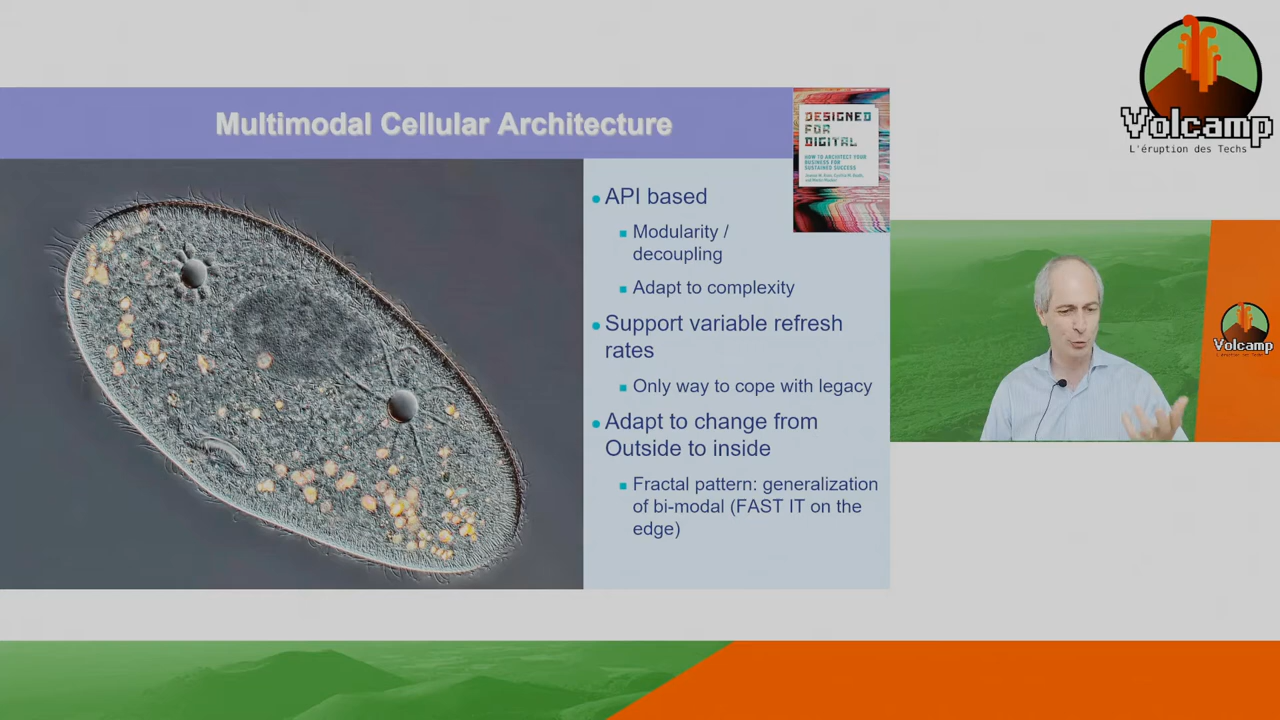 Volcamp
L'éruption des Techs
Multimodal Cellular Architecture
DESIGNED
FOR
DIGITAL
HOW TO ARCHITECT YOUR
BUSINESS FOR
SUSTAINED SUCCESS
API based
Modularity /
decoupling
Adapt to complexity
Support variable refresh
rates
Only way to cope with legacy
Adapt to change from
Outside to inside
Fractal pattern: generalization
of bi-modal (FAST IT on the
edge)
Volcamp